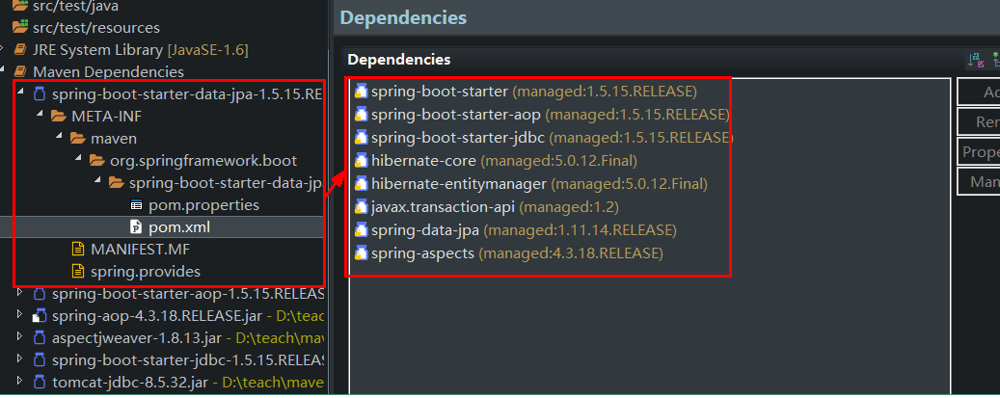 src/test/java
src/test/resources
JRE System Library [JavaSE-1.6]
Maven Dependencies
spring-boot-starter-data-jpa-1.5.15.RE
META-INF
maven
org.springframework.boot
spring-boot-starter-data-jpa
pom.properties
pom.xml
MANIFEST.MF
spring.provides
spring-boot-starter-aop-1.5.15.RELEAS
spring-aop-4.3.18.RELEASE.jar - D:\teac
aspectjweaver-1.8.13.jar - D:\teach\mav
spring-boot-starter-jdbc-1.5.15.RELEA
tomcat-jdbc-8.5.32.jar - D:\teach\mave
Dependencies
Dependencies
spring-boot-starter (managed:1.5.15.RELEASE)
spring-boot-starter-aop (managed:1.5.15.RELEASE)
spring-boot-starter-jdbc (managed:1.5.15.RELEASE)
hibernate-core (managed:5.0.12.Final)
hibernate-entitymanager (managed:5.0.12.Final)
javax.transaction-api (managed:1.2)
spring-data-jpa (managed:1.11.14.RELEASE)
spring-aspects (managed:4.3.18.RELEASE)
Ad
Rem
Prope
Man